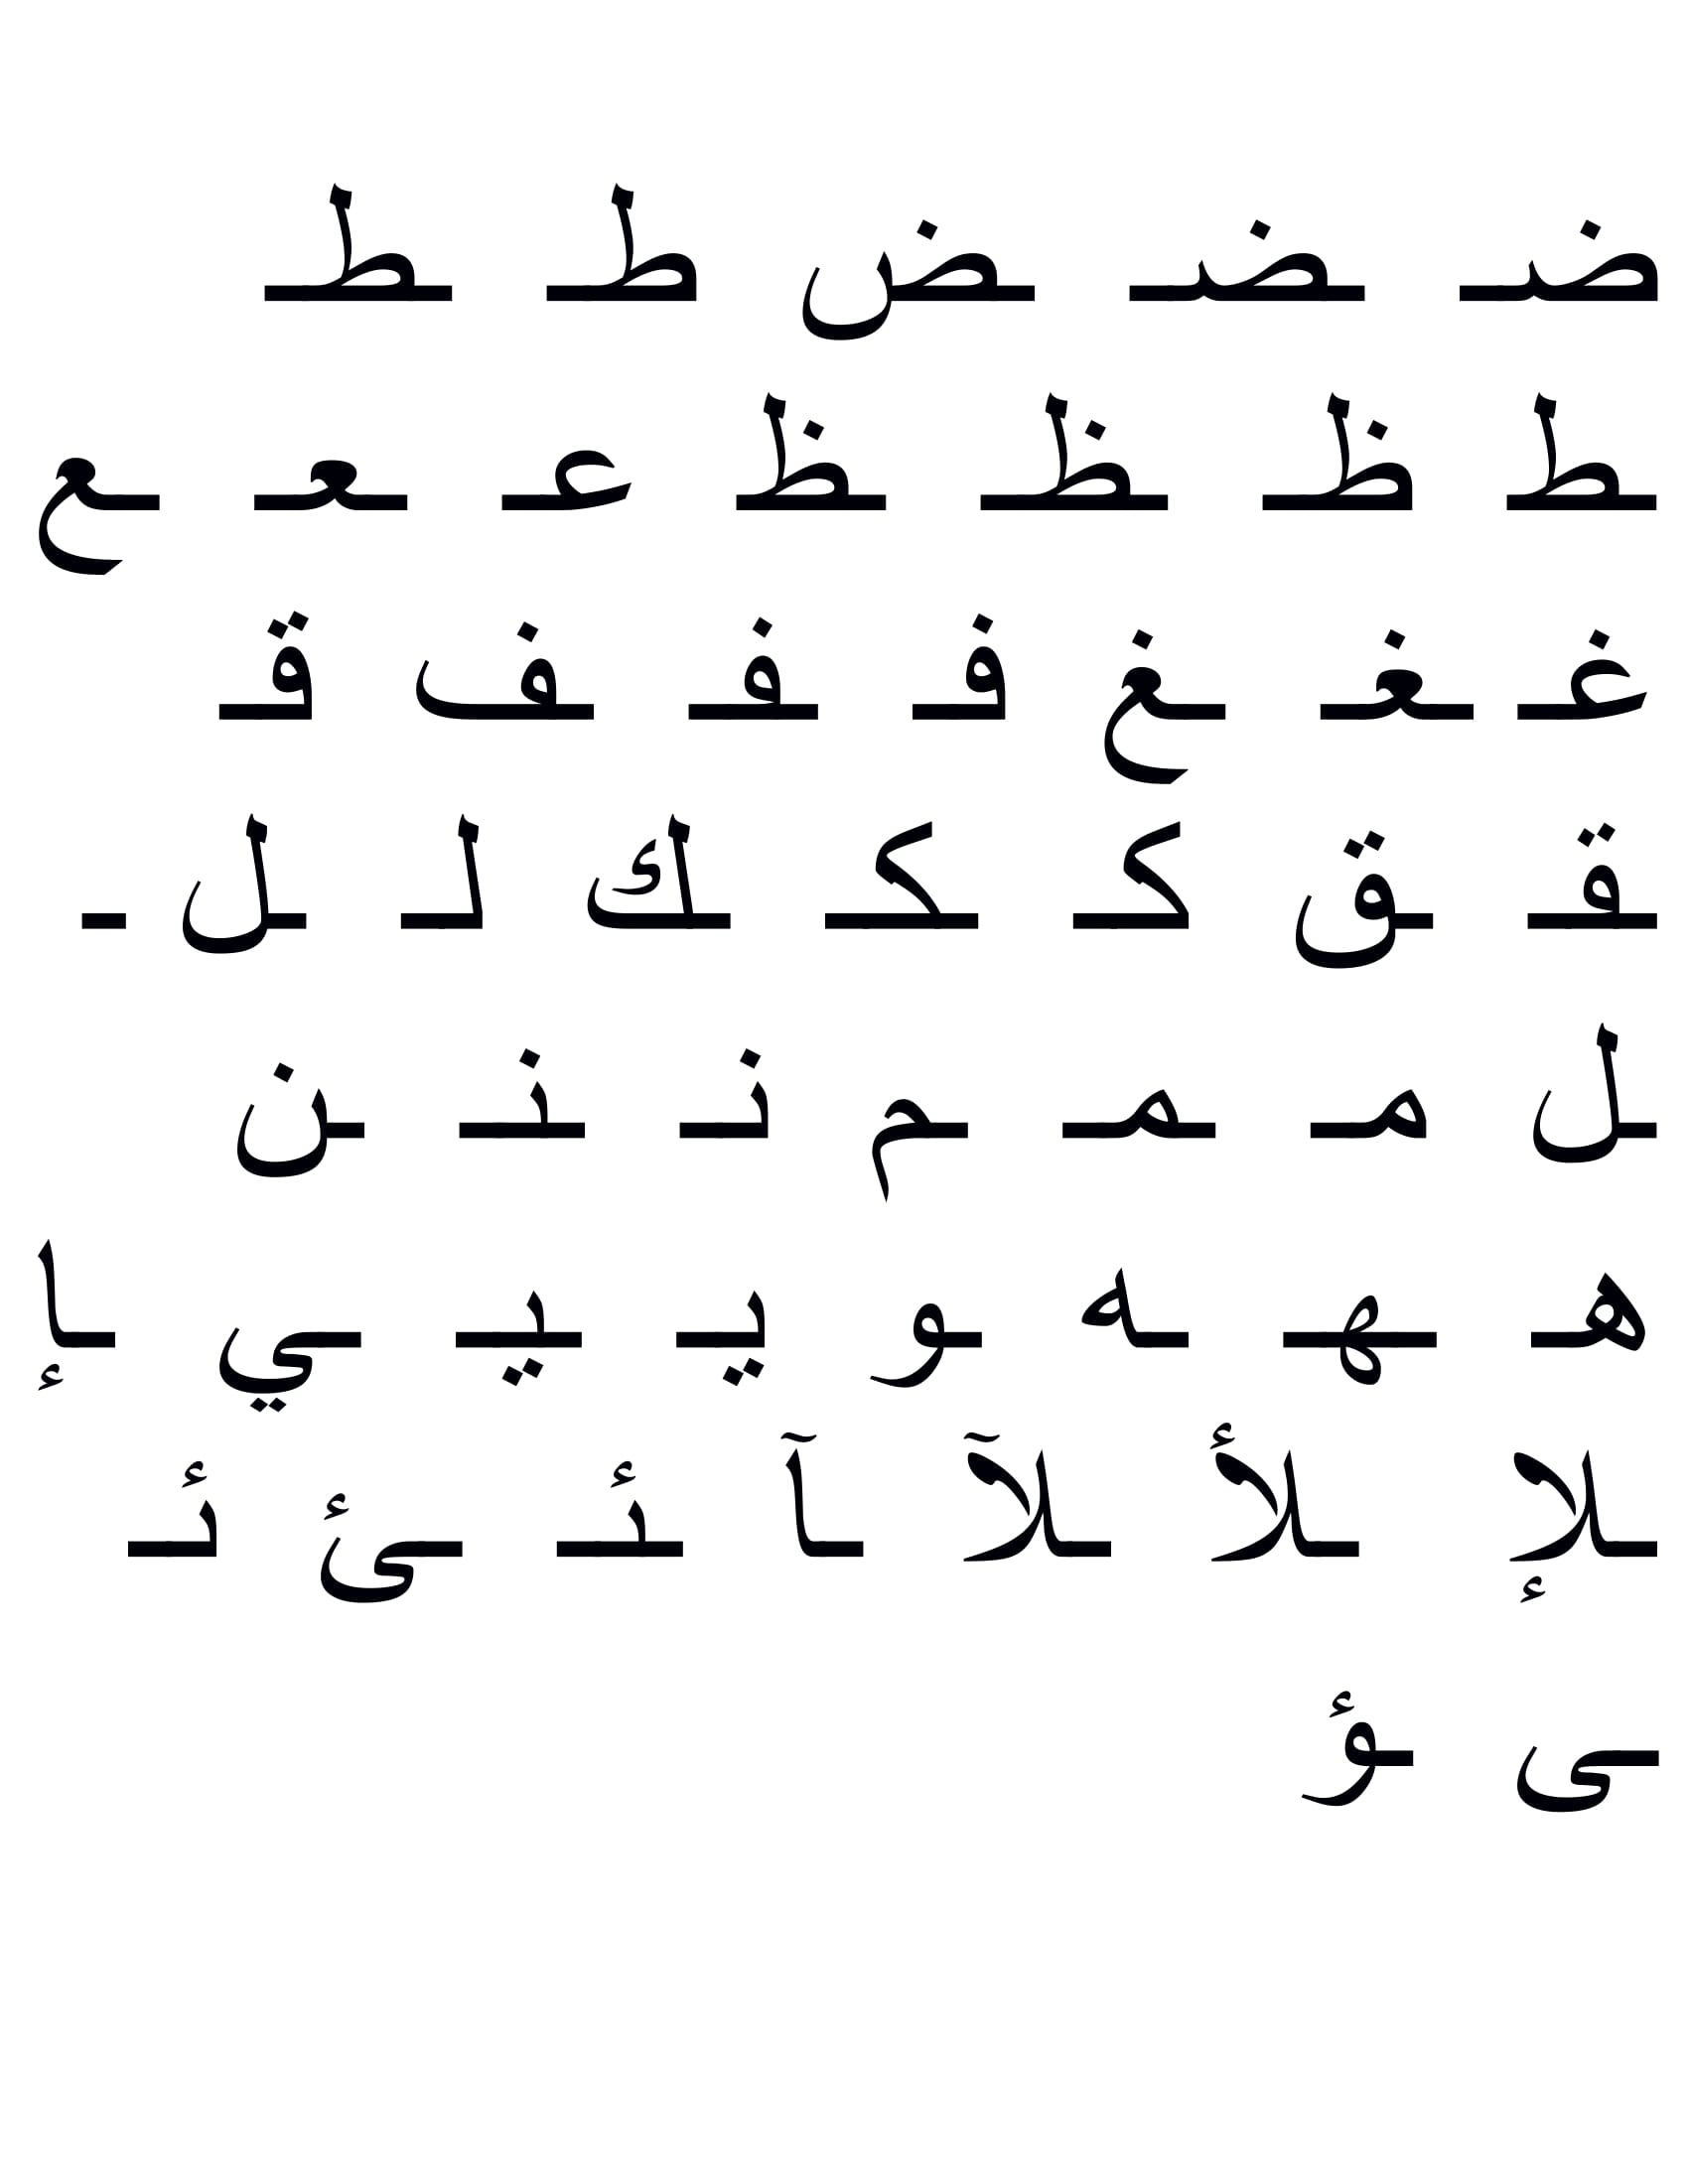 ضـ ـضـ ـض طـ ـطـ
ـط ظـ ـظـ ـظ عـ ـعـ ـع
غـ ـغـ ـغ فـ ـفـ ـف قـ
ـقـ ـق كـ ـكـ ـك لـ ـل ـ
ـل مـ ـمـ ـم نـ ـنـ ـن
هـ ـهـ ـه ـو يـ ـيـ ـي ـإ
ـلإ ـلأ ـلآ ـآ ـئـ ـئ ئـ
ـى ـؤ